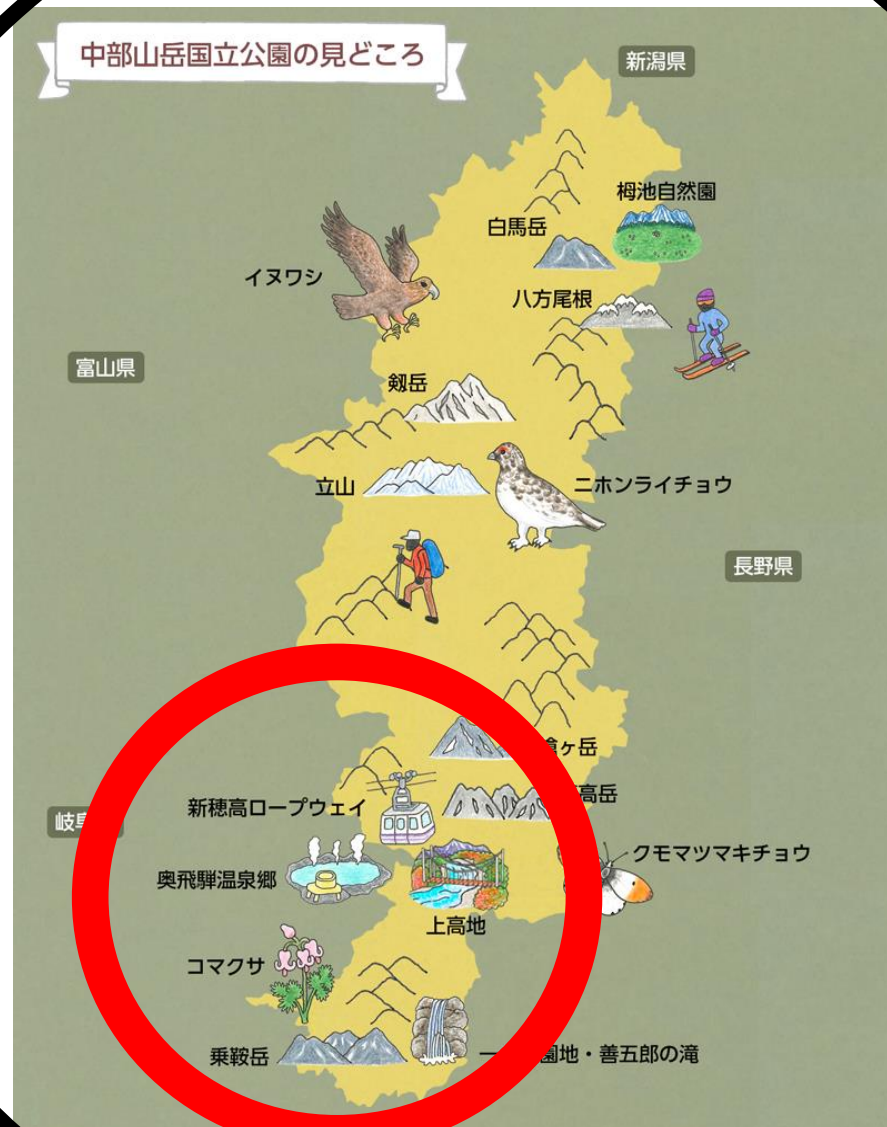 中部山岳国立公園の見どころ
新潟県
栂池自然園
白馬岳
イヌワシ
八方尾根
富山県
剱岳
立山
ニホンライチョウ
長野県
ヶ岳
高岳
新穂高ロープウェイ
岐
クモマツマキチョウ
奥飛騨温泉郷
上高地
コマクサ
乗鞍岳
一 園地・善五郎の滝